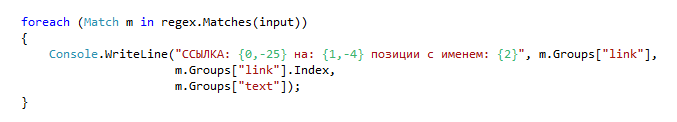 foreach (Match m in regex.Matches(input))
{
    Console.WriteLine("ССЫЛКА: {0,-25} на: {1,-4} позиции с именем: {2}", m.Groups["link"],
                      m.Groups["link"].Index,
                      m.Groups["text"]);
}